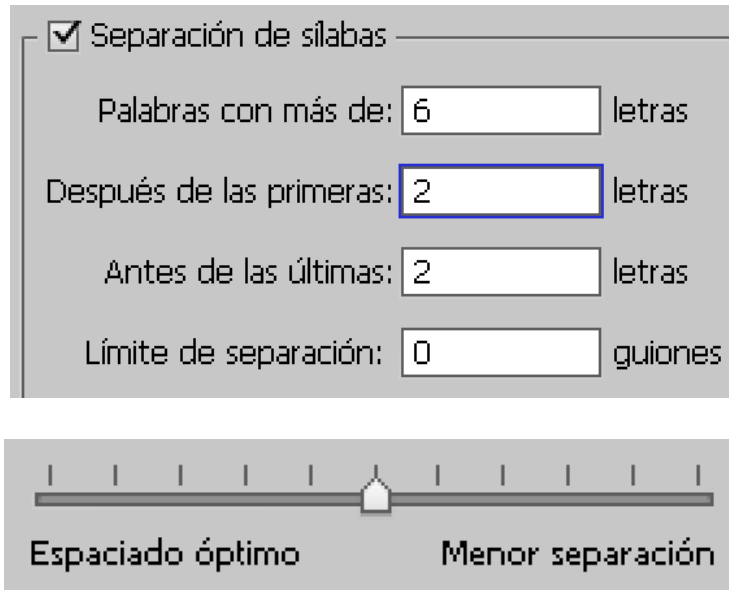 Separación de sílabas
Palabras con más de: 6 letras
Después de las primeras: 2 letras
Antes de las últimas: 2 letras
Límite de separación: 0 guiones
Espaciado óptimo Menor separación